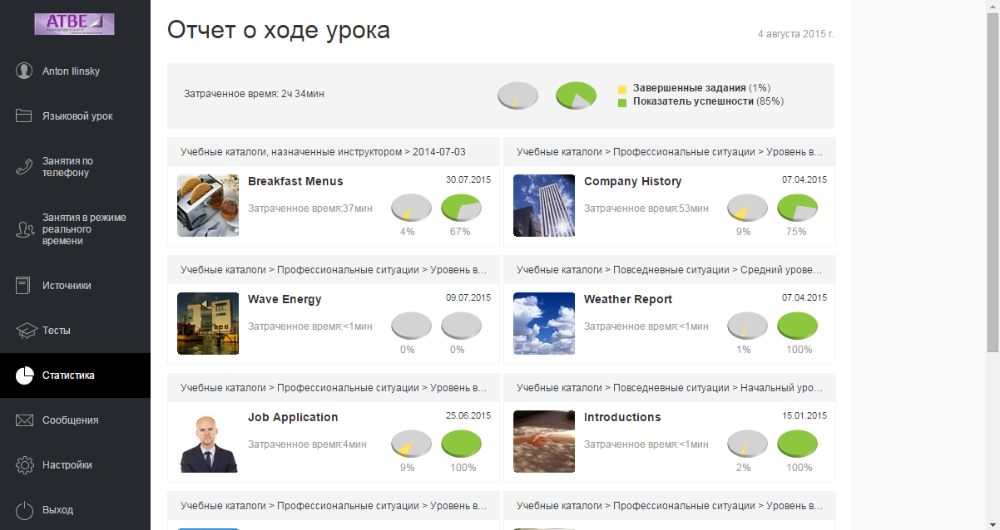 ATBE
Anton Ilinsky
Языковой урок
Занятия по
телефону
Занятия в режиме
реального
времени
Источники
Тесты
Статистика
Сообщения
Настройки
Выход
Отчет о ходе урока
4 августа 2015 г.
Затраченное время: 2ч 34мин
Завершенные задания (1%)
Показатель успешности (85%)
Учебные каталоги, назначенные инструктором > 2014-07-03
Breakfast Menus
30.07.2015
Затраченное время:37мин
4%
67%
Учебные каталоги > Профессиональные ситуации > Уровень в...
Company History
07.04.2015
Затраченное время:53мин
9%
75%
Учебные каталоги > Профессиональные ситуации > Уровень в...
Wave Energy
09.07.2015
Затраченное время:<1мин
0%
0%
Учебные каталоги > Повседневные ситуации > Средний урове...
Weather Report
07.04.2015
Затраченное время:<1мин
1%
100%
Учебные каталоги > Профессиональные ситуации > Уровень в...
Job Application
25.06.2015
Затраченное время:4мин
9%
100%
Учебные каталоги > Повседневные ситуации > Начальный уро...
Introductions
15.01.2015
Затраченное время:<1мин
2%
100%
Учебные каталоги > Профессиональные ситуации > Уровень в...
Учебные каталоги > Профессиональные ситуации > Уровень в...